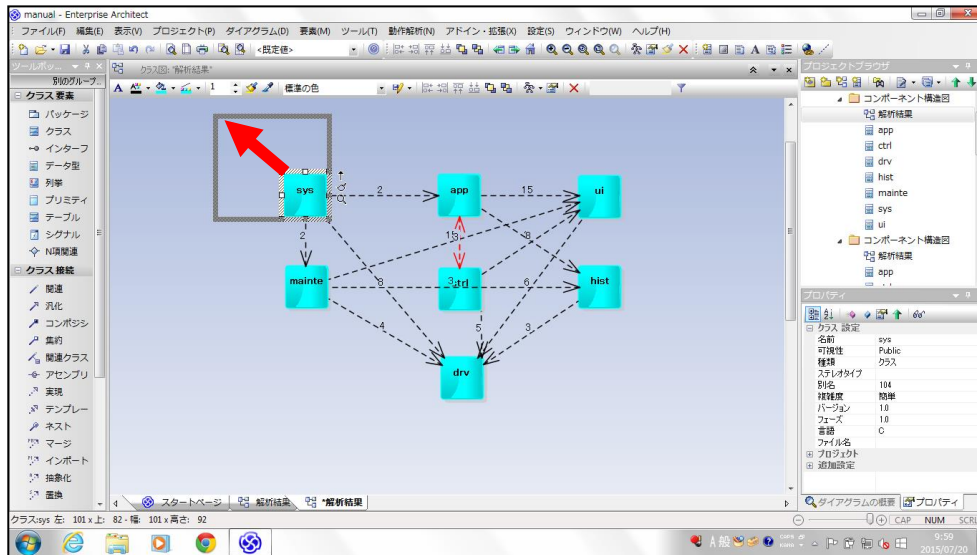 manual - Enterprise Architect
ファイル(F) 編集(E) 表示(V) プロジェクト(P) ダイアグラム(D) 要素(M) ツール(T) 動作解析(N) アドイン・拡張(X) 設定(S) ウィンドウ(W) ヘルプ(H)
<既定値>
ツールボッ...
別のグループ...
クラス図: "解析結果"
1
標準の色
プロジェクトブラウザ
クラス要素
パッケージ
クラス
インターフ
データ型
列挙
プリミティ
テーブル
シグナル
N項関連
クラス接続
関連
汎化
コンポジシ
集約
関連クラス
アセンブリ
実現
テンプレー
ネスト
マージ
インポート
抽象化
置換
sys
2
app
15
ui
2
8
mainte
8
3
ctrl
6
hist
4
5
3
drv
コンポーネント構造図
解析結果
app
ctrl
drv
hist
mainte
sys
ui
コンポーネント構造図
解析結果
app
プロパティ
クラス 設定
名前 sys
可視性 Public
種類 クラス
ステレオタイプ
別名 104
複雑度 簡単
バージョン 1.0
フェーズ 1.0
言語 C
ファイル名
プロジェクト
追加設定
スタートページ 解析結果 *解析結果
ダイアグラムの概要 プロパティ
クラス:sys 左: 101 x 上: 82 - 幅: 101 x 高さ: 92
CAP NUM SCRL
A 般
CAPS
KANA
9:59
2015/07/20